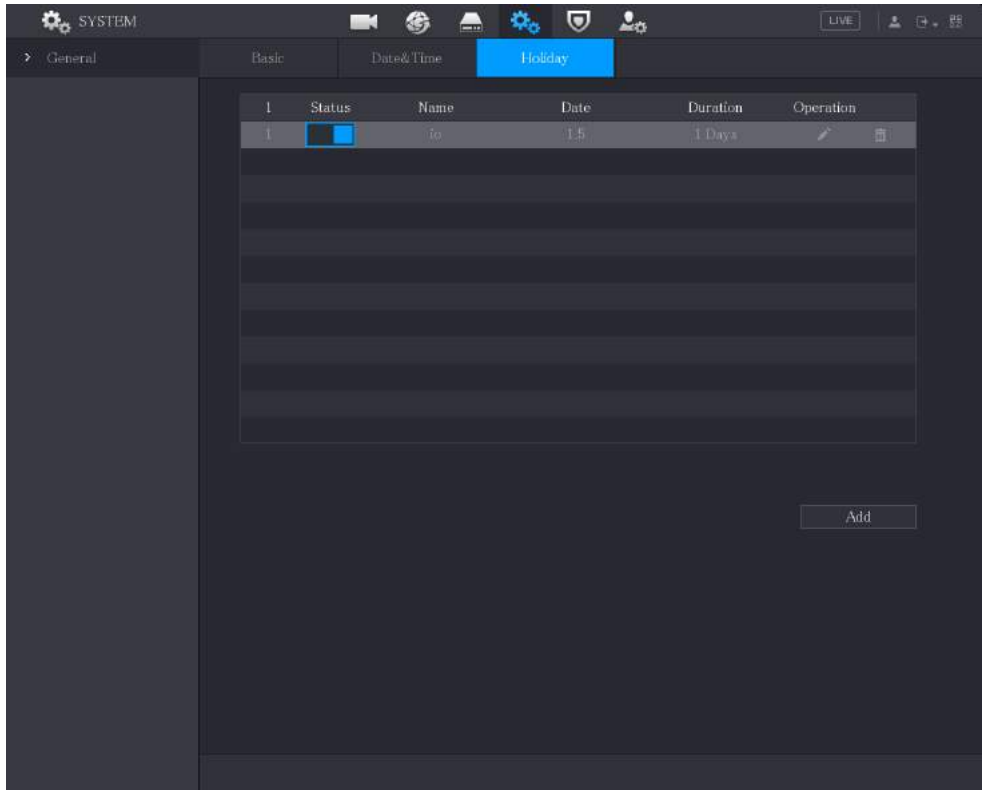 SYSTEM LIVE
General Basic Date&Time Holiday
1 Status Name Date Duration Operation
1 io 1.5 1 Days
Add